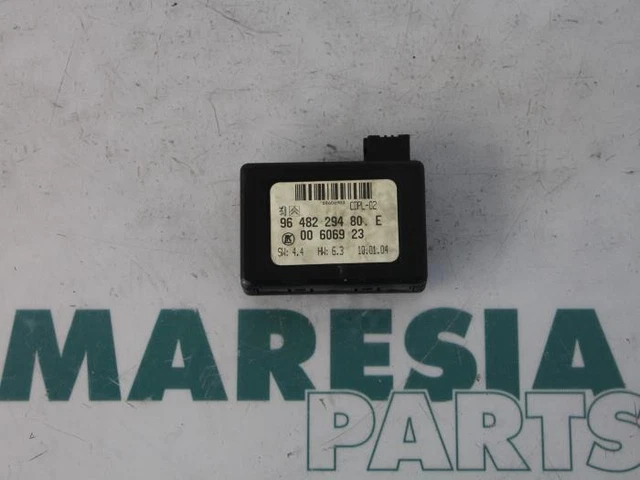 CDPL-02
96 482 294 80. E
00 6069 23
SW: 4.4 HW: 6.3 10.01.04
MARESIA
PARTS